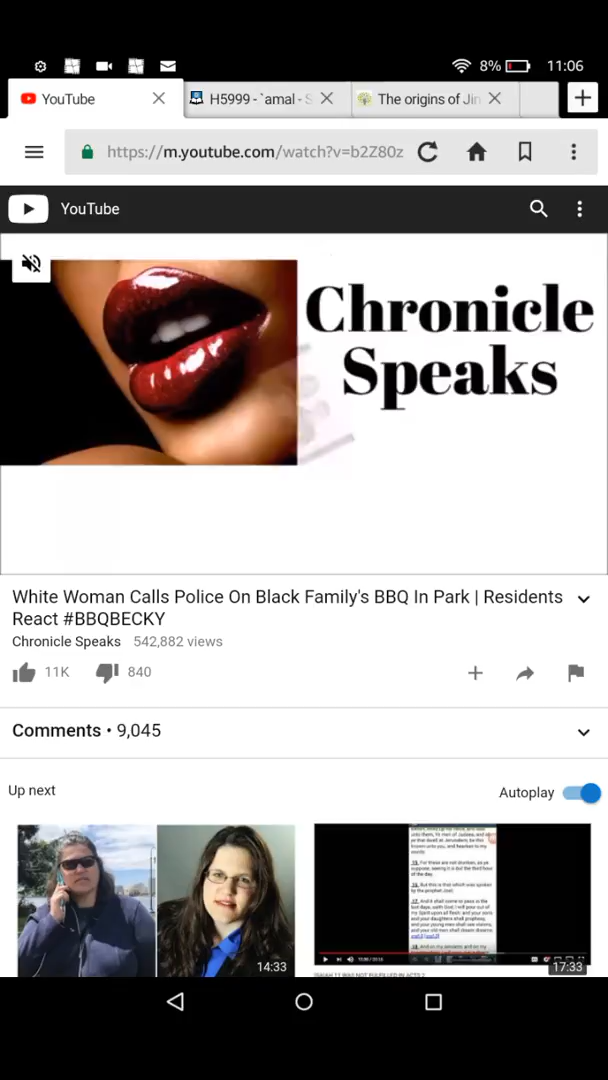 8% 11:06
YouTube
H5999 - `amal - S
The origins of Jin
https://m.youtube.com/watch?v=b2Z80z
YouTube
Chronicle
Speaks
White Woman Calls Police On Black Family's BBQ In Park | Residents
React #BBQBECKY
Chronicle Speaks 542,882 views
11K 840
Comments • 9,045
Up next
Autoplay
14:33
17:33